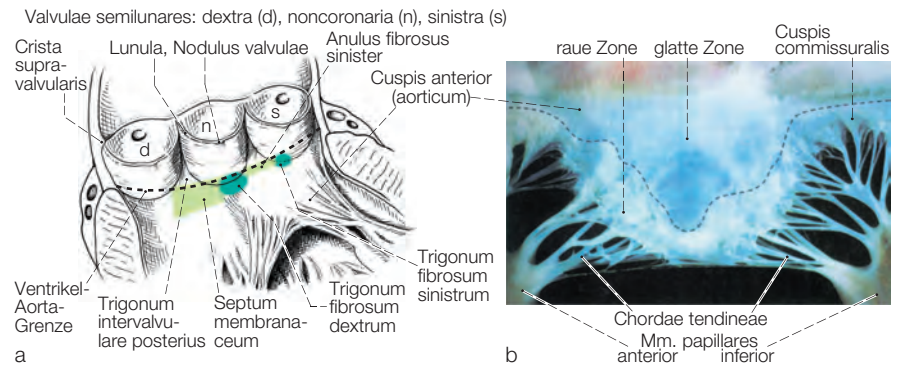 Valvulae semilunares: dextra (d), noncoronaria (n), sinistra (s)
Crista
supra-
valvularis
Lunula, Nodulus valvulae
Anulus fibrosus
sinister
Cuspis anterior
(aorticum)
d
n
s
Ventrikel-
Aorta-
Grenze
Trigonum
intervalvu-
lare posterius
Septum
membrana-
ceum
Trigonum
fibrosum
dextrum
Trigonum
fibrosum
sinistrum
a
raue Zone
glatte Zone
Cuspis
commissuralis
Chordae tendineae
Mm. papillares
anterior
inferior
b